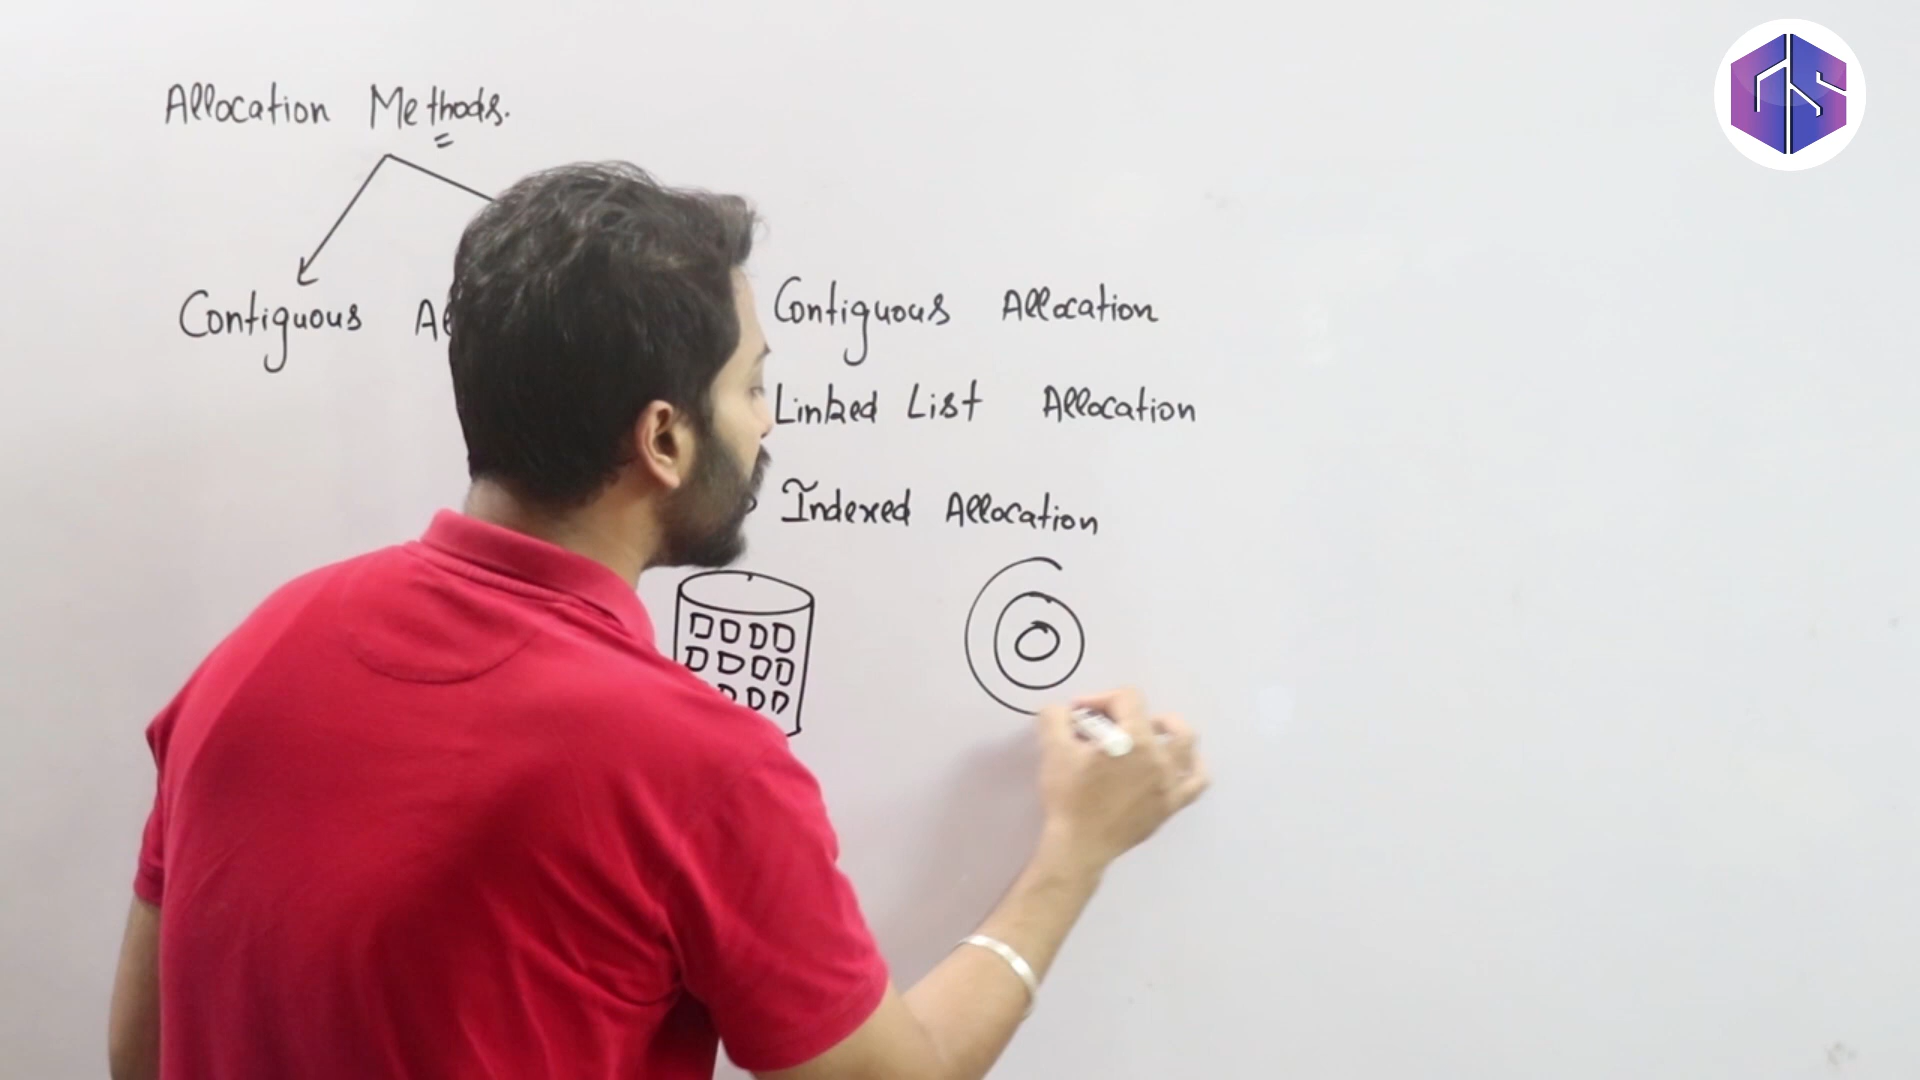 Allocation Methods.
Contiguous
Contiguous Allocation
Linked List Allocation
Indexed Allocation